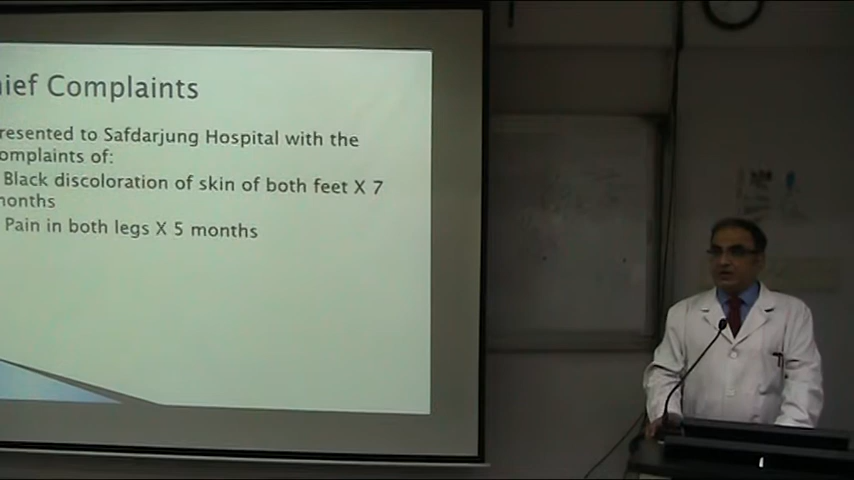 ief Complaints
resented to Safdarjung Hospital with the
omplaints of:
Black discoloration of skin of both feet X 7
onths
Pain in both legs X 5 months